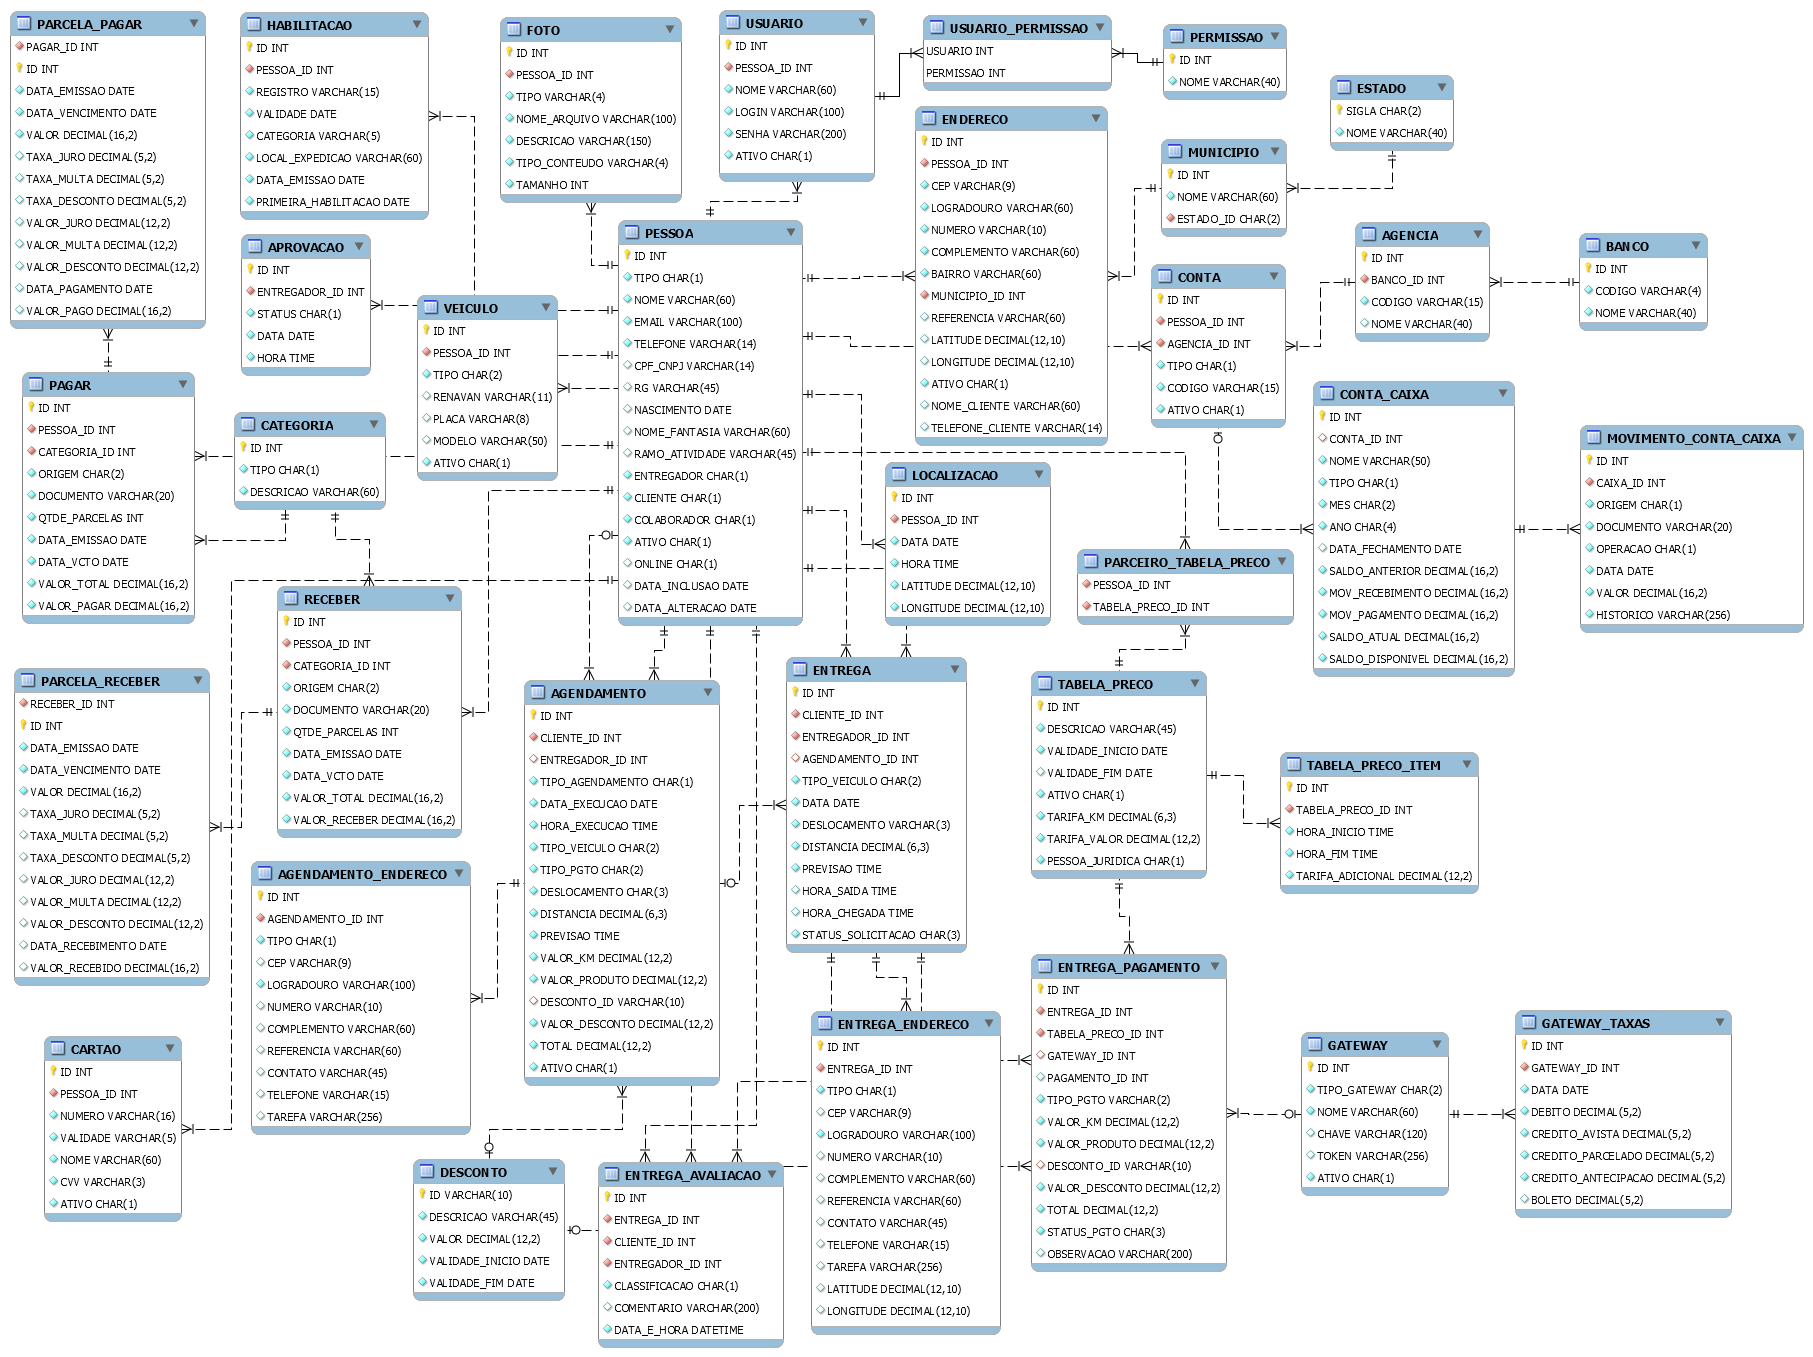 PARCELA_PAGAR
PAGAR_ID INT
ID INT
DATA_EMISSAO DATE
DATA_VENCIMENTO DATE
VALOR DECIMAL(16,2)
TAXA_JURO DECIMAL(5,2)
TAXA_MULTA DECIMAL(5,2)
TAXA_DESCONTO DECIMAL(5,2)
VALOR_JURO DECIMAL(12,2)
VALOR_MULTA DECIMAL(12,2)
VALOR_DESCONTO DECIMAL(12,2)
DATA_PAGAMENTO DATE
VALOR_PAGO DECIMAL(16,2)
HABILITACAO
ID INT
PESSOA_ID INT
REGISTRO VARCHAR(15)
VALIDADE DATE
CATEGORIA VARCHAR(5)
LOCAL_EXPEDICAO VARCHAR(60)
DATA_EMISSAO DATE
PRIMEIRA_HABILITACAO DATE
FOTO
ID INT
PESSOA_ID INT
TIPO VARCHAR(4)
NOME_ARQUIVO VARCHAR(100)
DESCRICAO VARCHAR(150)
TIPO_CONTEUDO VARCHAR(4)
TAMANHO INT
USUARIO
ID INT
PESSOA_ID INT
NOME VARCHAR(60)
LOGIN VARCHAR(100)
SENHA VARCHAR(200)
ATIVO CHAR(1)
USUARIO_PERMISSAO
USUARIO INT
PERMISSAO INT
PERMISSAO
ID INT
NOME VARCHAR(40)
ESTADO
SIGLA CHAR(2)
NOME VARCHAR(40)
ENDERECO
ID INT
PESSOA_ID INT
CEP VARCHAR(9)
LOGRADOURO VARCHAR(60)
NUMERO VARCHAR(10)
COMPLEMENTO VARCHAR(60)
BAIRRO VARCHAR(60)
MUNICIPIO_ID INT
REFERENCIA VARCHAR(60)
LATITUDE DECIMAL(12,10)
LONGITUDE DECIMAL(12,10)
ATIVO CHAR(1)
NOME_CLIENTE VARCHAR(60)
TELEFONE_CLIENTE VARCHAR(14)
MUNICIPIO
ID INT
NOME VARCHAR(60)
ESTADO_ID CHAR(2)
APROVACAO
ID INT
ENTREGADOR_ID INT
STATUS CHAR(1)
DATA DATE
HORA TIME
VEICULO
ID INT
PESSOA_ID INT
TIPO CHAR(2)
RENAVAN VARCHAR(11)
PLACA VARCHAR(8)
MODELO VARCHAR(50)
ATIVO CHAR(1)
PESSOA
ID INT
TIPO CHAR(1)
NOME VARCHAR(60)
EMAIL VARCHAR(100)
TELEFONE VARCHAR(14)
CPF_CNPJ VARCHAR(14)
RG VARCHAR(45)
NASCIMENTO DATE
NOME_FANTASIA VARCHAR(60)
RAMO_ATIVIDADE VARCHAR(45)
ENTREGADOR CHAR(1)
CLIENTE CHAR(1)
COLABORADOR CHAR(1)
ATIVO CHAR(1)
ONLINE CHAR(1)
DATA_INCLUSAO DATE
DATA_ALTERACAO DATE
CONTA
ID INT
PESSOA_ID INT
AGENCIA_ID INT
TIPO CHAR(1)
CODIGO VARCHAR(15)
ATIVO CHAR(1)
AGENCIA
ID INT
BANCO_ID INT
CODIGO VARCHAR(15)
NOME VARCHAR(40)
BANCO
ID INT
CODIGO VARCHAR(4)
NOME VARCHAR(40)
PAGAR
ID INT
PESSOA_ID INT
CATEGORIA_ID INT
ORIGEM CHAR(2)
DOCUMENTO VARCHAR(20)
QTDE_PARCELAS INT
DATA_EMISSAO DATE
DATA_VCTO DATE
VALOR_TOTAL DECIMAL(16,2)
VALOR_PAGAR DECIMAL(16,2)
CATEGORIA
ID INT
TIPO CHAR(1)
DESCRICAO VARCHAR(60)
CONTA_CAIXA
ID INT
CONTA_ID INT
NOME VARCHAR(50)
TIPO CHAR(1)
MES CHAR(2)
ANO CHAR(4)
DATA_FECHAMENTO DATE
SALDO_ANTERIOR DECIMAL(16,2)
MOV_RECEBIMENTO DECIMAL(16,2)
MOV_PAGAMENTO DECIMAL(16,2)
SALDO_ATUAL DECIMAL(16,2)
SALDO_DISPONIVEL DECIMAL(16,2)
MOVIMENTO_CONTA_CAIXA
ID INT
CAIXA_ID INT
ORIGEM CHAR(1)
DOCUMENTO VARCHAR(20)
OPERACAO CHAR(1)
DATA DATE
VALOR DECIMAL(16,2)
HISTORICO VARCHAR(256)
LOCALIZACAO
ID INT
PESSOA_ID INT
DATA DATE
HORA TIME
LATITUDE DECIMAL(12,10)
LONGITUDE DECIMAL(12,10)
PARCEIRO_TABELA_PRECO
PESSOA_ID INT
TABELA_PRECO_ID INT
RECEBER
ID INT
PESSOA_ID INT
CATEGORIA_ID INT
ORIGEM CHAR(2)
DOCUMENTO VARCHAR(20)
QTDE_PARCELAS INT
DATA_EMISSAO DATE
DATA_VCTO DATE
VALOR_TOTAL DECIMAL(16,2)
VALOR_RECEBER DECIMAL(16,2)
PARCELA_RECEBER
RECEBER_ID INT
ID INT
DATA_EMISSAO DATE
DATA_VENCIMENTO DATE
VALOR DECIMAL(16,2)
TAXA_JURO DECIMAL(5,2)
TAXA_MULTA DECIMAL(5,2)
TAXA_DESCONTO DECIMAL(5,2)
VALOR_JURO DECIMAL(12,2)
VALOR_MULTA DECIMAL(12,2)
VALOR_DESCONTO DECIMAL(12,2)
DATA_RECEBIMENTO DATE
VALOR_RECEBIDO DECIMAL(16,2)
AGENDAMENTO
ID INT
CLIENTE_ID INT
ENTREGADOR_ID INT
TIPO_AGENDAMENTO CHAR(1)
DATA_EXECUCAO DATE
HORA_EXECUCAO TIME
TIPO_VEICULO CHAR(2)
TIPO_PGTO CHAR(2)
DESLOCAMENTO CHAR(3)
DISTANCIA DECIMAL(6,3)
PREVISAO TIME
VALOR_KM DECIMAL(12,2)
VALOR_PRODUTO DECIMAL(12,2)
DESCONTO_ID VARCHAR(10)
VALOR_DESCONTO DECIMAL(12,2)
TOTAL DECIMAL(12,2)
ATIVO CHAR(1)
ENTREGA
ID INT
CLIENTE_ID INT
ENTREGADOR_ID INT
AGENDAMENTO_ID INT
TIPO_VEICULO CHAR(2)
DATA DATE
DESLOCAMENTO VARCHAR(3)
DISTANCIA DECIMAL(6,3)
PREVISAO TIME
HORA_SAIDA TIME
HORA_CHEGADA TIME
STATUS_SOLICITACAO CHAR(3)
TABELA_PRECO
ID INT
DESCRICAO VARCHAR(45)
VALIDADE_INICIO DATE
VALIDADE_FIM DATE
ATIVO CHAR(1)
TARIFA_KM DECIMAL(6,3)
TARIFA_VALOR DECIMAL(12,2)
PESSOA_JURIDICA CHAR(1)
TABELA_PRECO_ITEM
ID INT
TABELA_PRECO_ID INT
HORA_INICIO TIME
HORA_FIM TIME
TARIFA_ADICIONAL DECIMAL(12,2)
AGENDAMENTO_ENDERECO
ID INT
AGENDAMENTO_ID INT
TIPO CHAR(1)
CEP VARCHAR(9)
LOGRADOURO VARCHAR(100)
NUMERO VARCHAR(10)
COMPLEMENTO VARCHAR(60)
REFERENCIA VARCHAR(60)
CONTATO VARCHAR(45)
TELEFONE VARCHAR(15)
TAREFA VARCHAR(256)
CARTAO
ID INT
PESSOA_ID INT
NUMERO VARCHAR(16)
VALIDADE VARCHAR(5)
NOME VARCHAR(60)
CVV VARCHAR(3)
ATIVO CHAR(1)
DESCONTO
ID VARCHAR(10)
DESCRICAO VARCHAR(45)
VALOR DECIMAL(12,2)
VALIDADE_INICIO DATE
VALIDADE_FIM DATE
ENTREGA_AVALIACAO
ID INT
ENTREGA_ID INT
CLIENTE_ID INT
ENTREGADOR_ID INT
CLASSIFICACAO CHAR(1)
COMENTARIO VARCHAR(200)
DATA_E_HORA DATETIME
ENTREGA_ENDERECO
ID INT
ENTREGA_ID INT
TIPO CHAR(1)
CEP VARCHAR(9)
LOGRADOURO VARCHAR(100)
NUMERO VARCHAR(10)
COMPLEMENTO VARCHAR(60)
REFERENCIA VARCHAR(60)
CONTATO VARCHAR(45)
TELEFONE VARCHAR(15)
TAREFA VARCHAR(256)
LATITUDE DECIMAL(12,10)
LONGITUDE DECIMAL(12,10)
ENTREGA_PAGAMENTO
ID INT
ENTREGA_ID INT
TABELA_PRECO_ID INT
GATEWAY_ID INT
PAGAMENTO_ID INT
TIPO_PGTO VARCHAR(2)
VALOR_KM DECIMAL(12,2)
VALOR_PRODUTO DECIMAL(12,2)
DESCONTO_ID VARCHAR(10)
VALOR_DESCONTO DECIMAL(12,2)
TOTAL DECIMAL(12,2)
STATUS_PGTO CHAR(3)
OBSERVACAO VARCHAR(200)
GATEWAY
ID INT
TIPO_GATEWAY CHAR(2)
NOME VARCHAR(60)
CHAVE VARCHAR(120)
TOKEN VARCHAR(256)
ATIVO CHAR(1)
GATEWAY_TAXAS
ID INT
GATEWAY_ID INT
DATA DATE
DEBITO DECIMAL(5,2)
CREDITO_AVISTA DECIMAL(5,2)
CREDITO_PARCELADO DECIMAL(5,2)
CREDITO_ANTECIPACAO DECIMAL(5,2)
BOLETO DECIMAL(5,2)